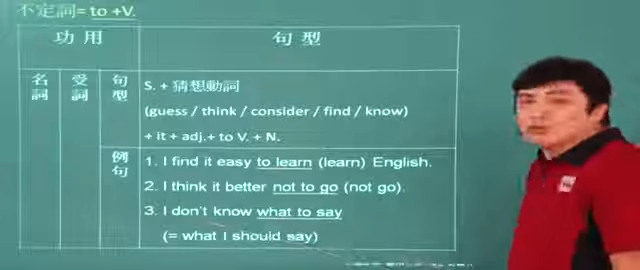 不定詞= to +V.
功用 句型
名詞 受詞 句型
S. + 猜想動詞
(guess / think / consider / find / know)
+ it + adj.+ to V. + N.
例句
1. I find it easy to learn (learn) English.
2. I think it better not to go (not go).
3. I don't know what to say
(= what I should say)